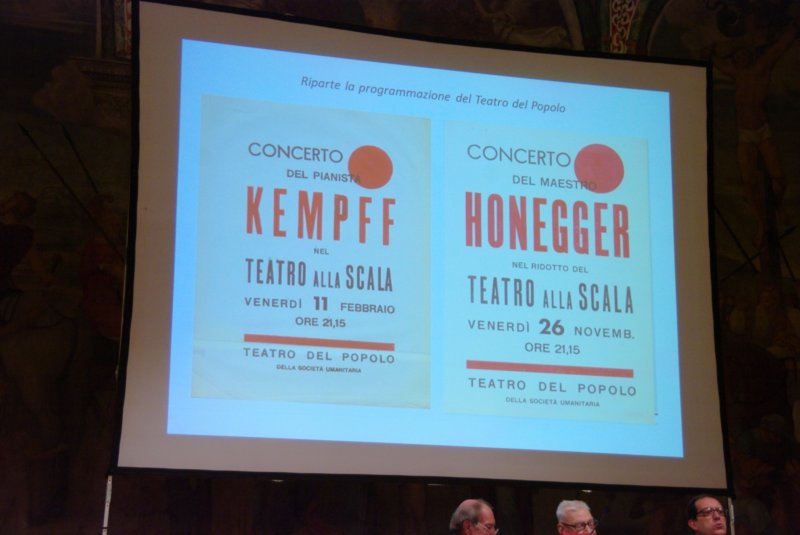 Riparte la programmazione del Teatro del Popolo
CONCERTO
DEL PIANISTA
KEMPFF
NEL
TEATRO ALLA SCALA
VENERDÌ 11 FEBBRAIO
ORE 21,15
TEATRO DEL POPOLO
DELLA SOCIETÀ UMANITARIA
CONCERTO
DEL MAESTRO
HONEGGER
NEL RIDOTTO DEL
TEATRO ALLA SCALA
VENERDÌ 26 NOVEMB.
ORE 21,15
TEATRO DEL POPOLO
DELLA SOCIETÀ UMANITARIA